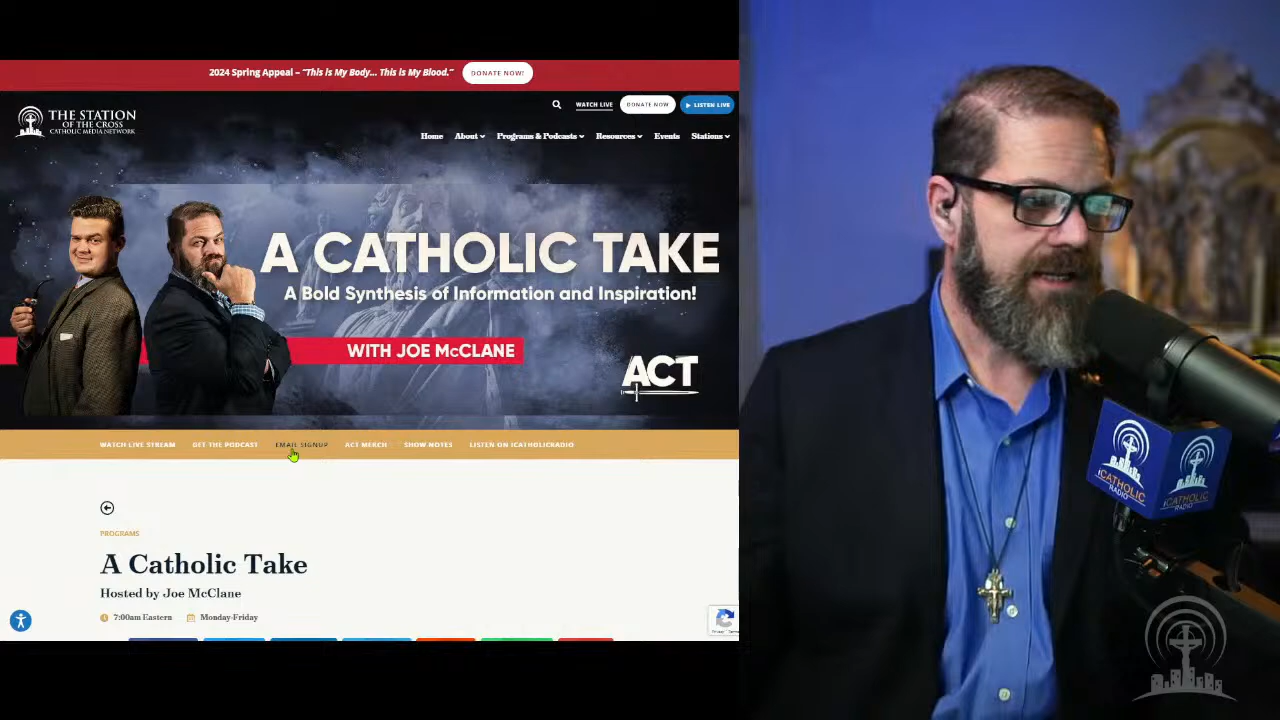 2024 Spring Appeal – "This is My Body... This is My Blood."
DONATE NOW!
THE STATION
OF THE CROSS
CATHOLIC MEDIA NETWORK
WATCH LIVE
DONATE NOW
LISTEN LIVE
Home About Programs & Podcasts Resources Events Stations
A CATHOLIC TAKE
A Bold Synthesis of Information and Inspiration!
WITH JOE McCLANE
ACT
WATCH LIVE STREAM GET THE PODCAST EMAIL SIGNUP ACT MERCH SHOW NOTES LISTEN ON ICATHOLICRADIO
PROGRAMS
A Catholic Take
Hosted by Joe McClane
7:00am Eastern Monday-Friday
iCATHOLIC
RADIO
iCATHOLIC
RADIO